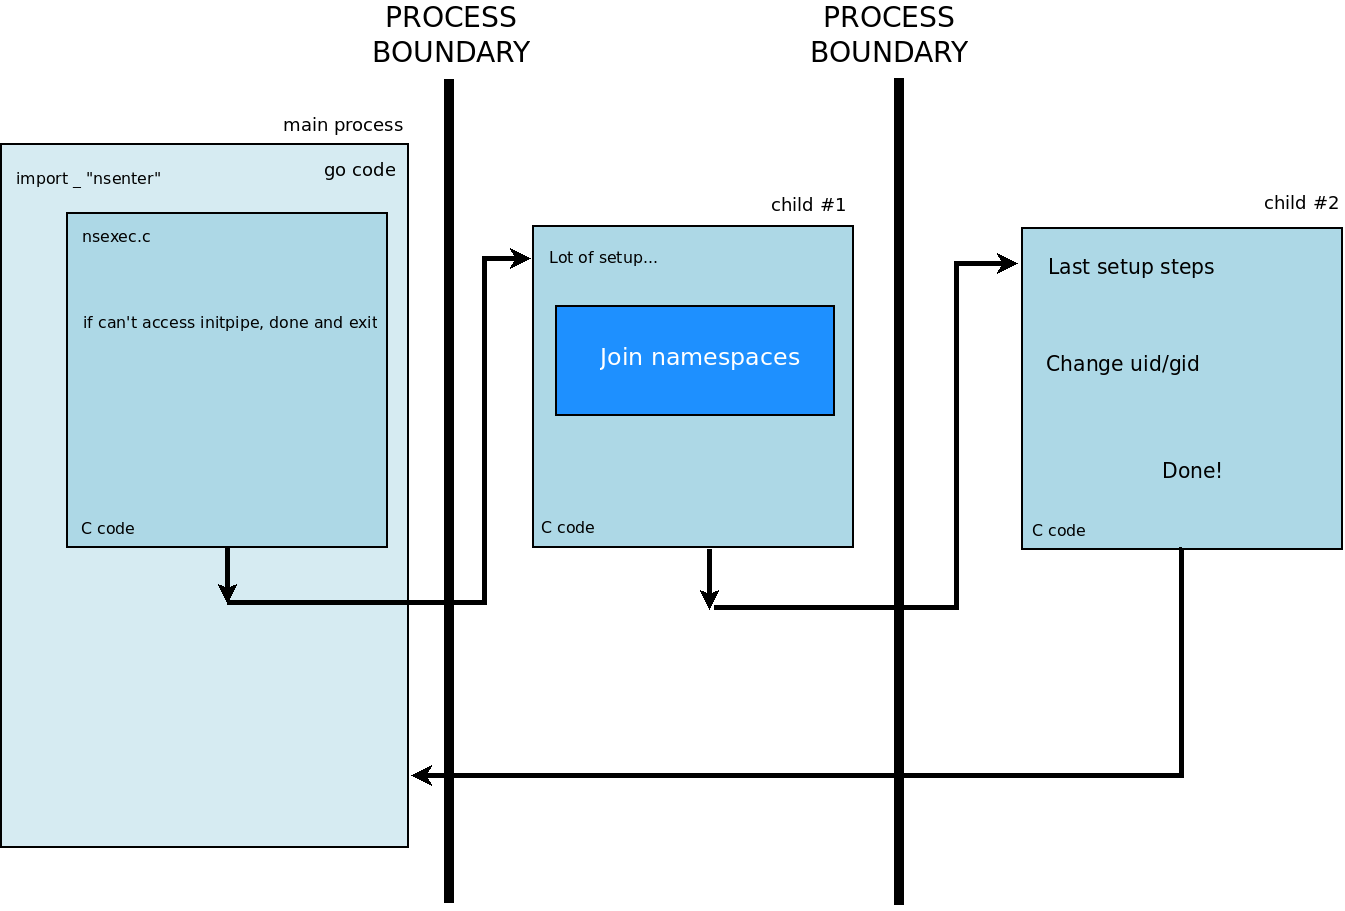 PROCESS
BOUNDARY
PROCESS
BOUNDARY
main process
go code
import _ "nsenter"
nsexec.c
if can't access initpipe, done and exit
C code
child #1
Lot of setup...
Join namespaces
C code
child #2
Last setup steps
Change uid/gid
Done!
C code